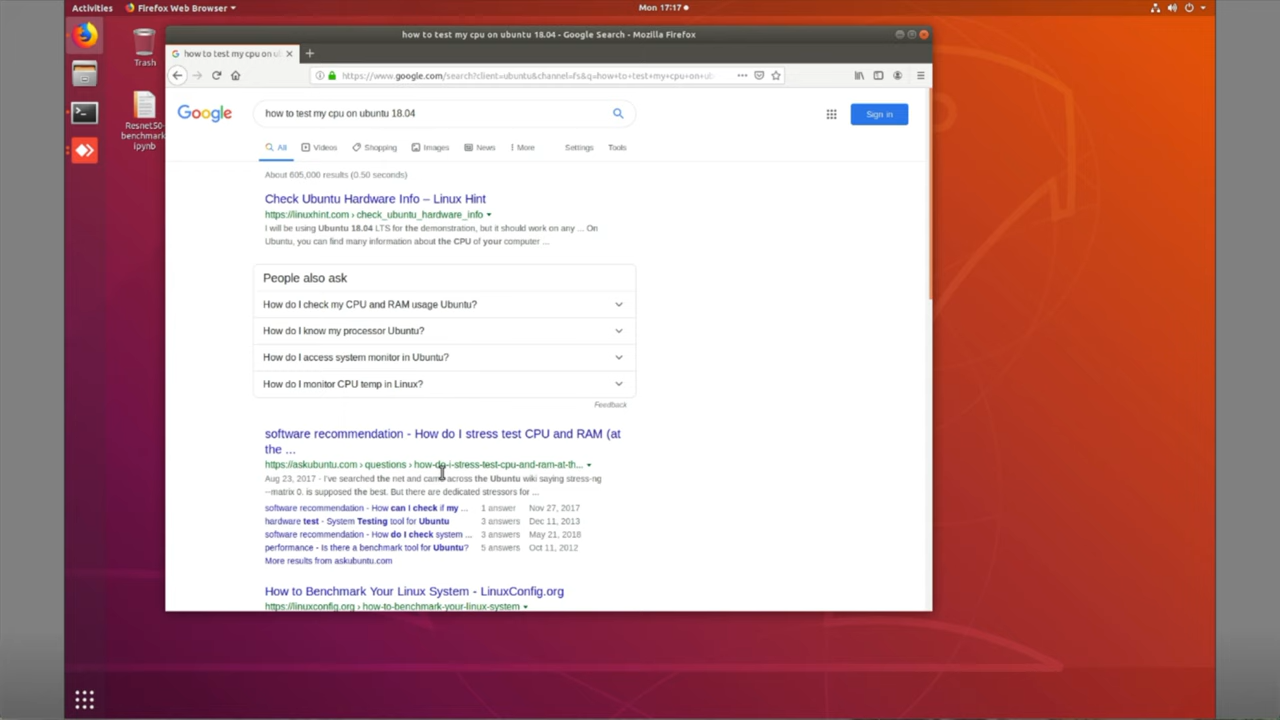 Activities Firefox Web Browser Mon 17:17
how to test my cpu on ubuntu 18.04 - Google Search - Mozilla Firefox
how to test my cpu on u
https://www.google.com/search?client=ubuntu&channel=fs&q=how+to+test+my+cpu+on+ub
Trash
Resnet50-
benchmark.
ipynb
Google how to test my cpu on ubuntu 18.04 Sign in
All Videos Shopping Images News More Settings Tools
About 605,000 results (0.50 seconds)
Check Ubuntu Hardware Info – Linux Hint
https://linuxhint.com › check_ubuntu_hardware_info
I will be using Ubuntu 18.04 LTS for the demonstration, but it should work on any ... On
Ubuntu, you can find many information about the CPU of your computer ...
People also ask
How do I check my CPU and RAM usage Ubuntu?
How do I know my processor Ubuntu?
How do I access system monitor in Ubuntu?
How do I monitor CPU temp in Linux?
Feedback
software recommendation - How do I stress test CPU and RAM (at
the ...
https://askubuntu.com › questions › how-do-i-stress-test-cpu-and-ram-at-th...
Aug 23, 2017 - I've searched the net and came across the Ubuntu wiki saying stress-ng
--matrix 0. is supposed the best. But there are dedicated stressors for ...
software recommendation - How can I check if my ... 1 answer Nov 27, 2017
hardware test - System Testing tool for Ubuntu 3 answers Dec 11, 2013
software recommendation - How do I check system ... 3 answers May 21, 2018
performance - Is there a benchmark tool for Ubuntu? 5 answers Oct 11, 2012
More results from askubuntu.com
How to Benchmark Your Linux System - LinuxConfig.org
https://linuxconfig.org › how-to-benchmark-your-linux-system